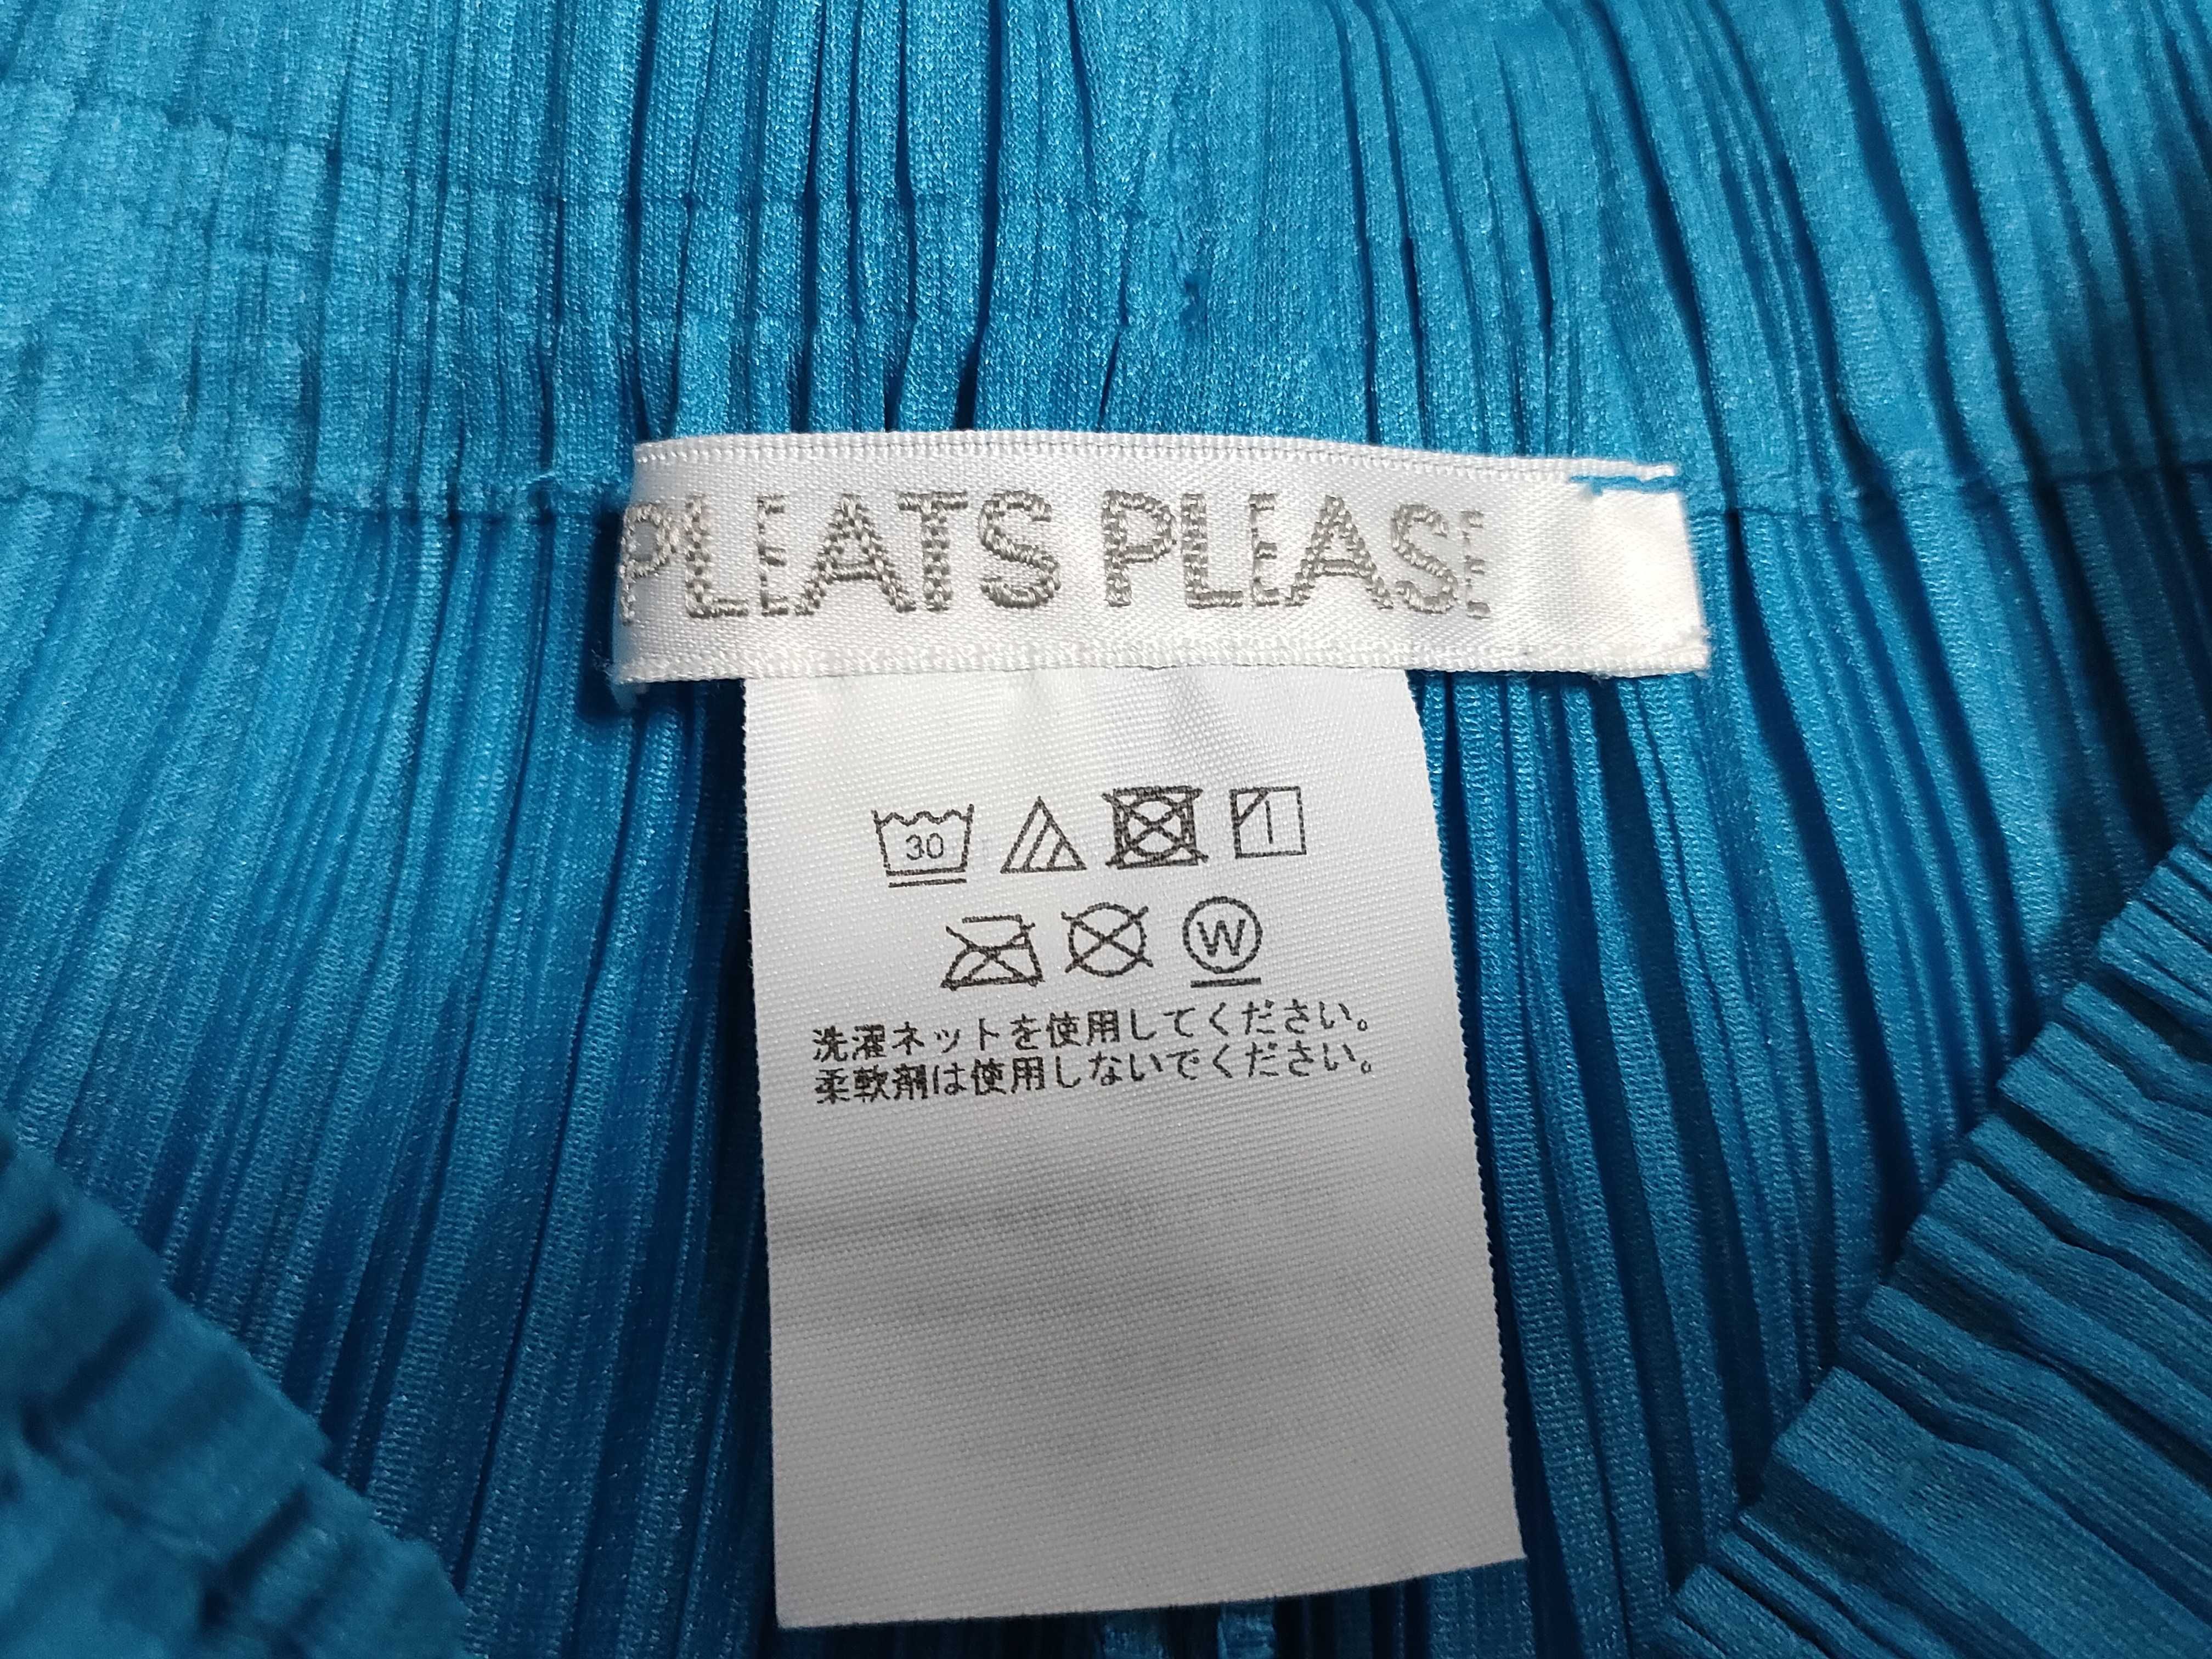 PLEATS PLEASE
30
W
洗濯ネットを使用してください。
柔軟剤は使用しないでください。